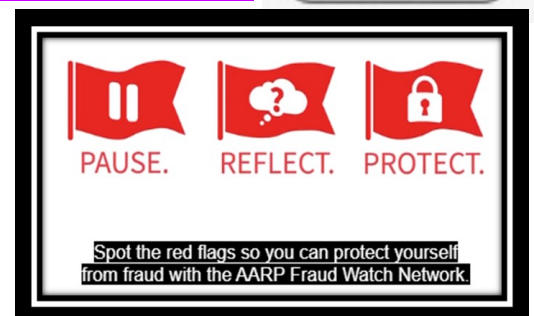 PAUSE. REFLECT. PROTECT.
Spot the red flags so you can protect yourself
from fraud with the AARP Fraud Watch Network.